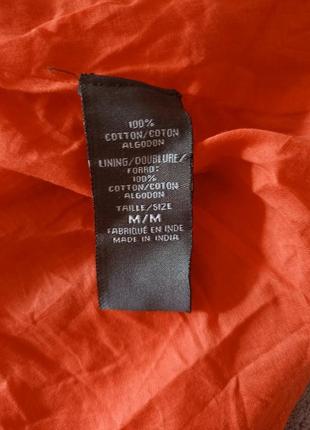 100%
COTTON/COTON
ALGODON
LINING/DOUBLURE/
FORRO:
100%
COTTON/COTON
ALGODON
TAILLE/SIZE
M/M
FABRIQUÉ EN INDE
MADE IN INDIA